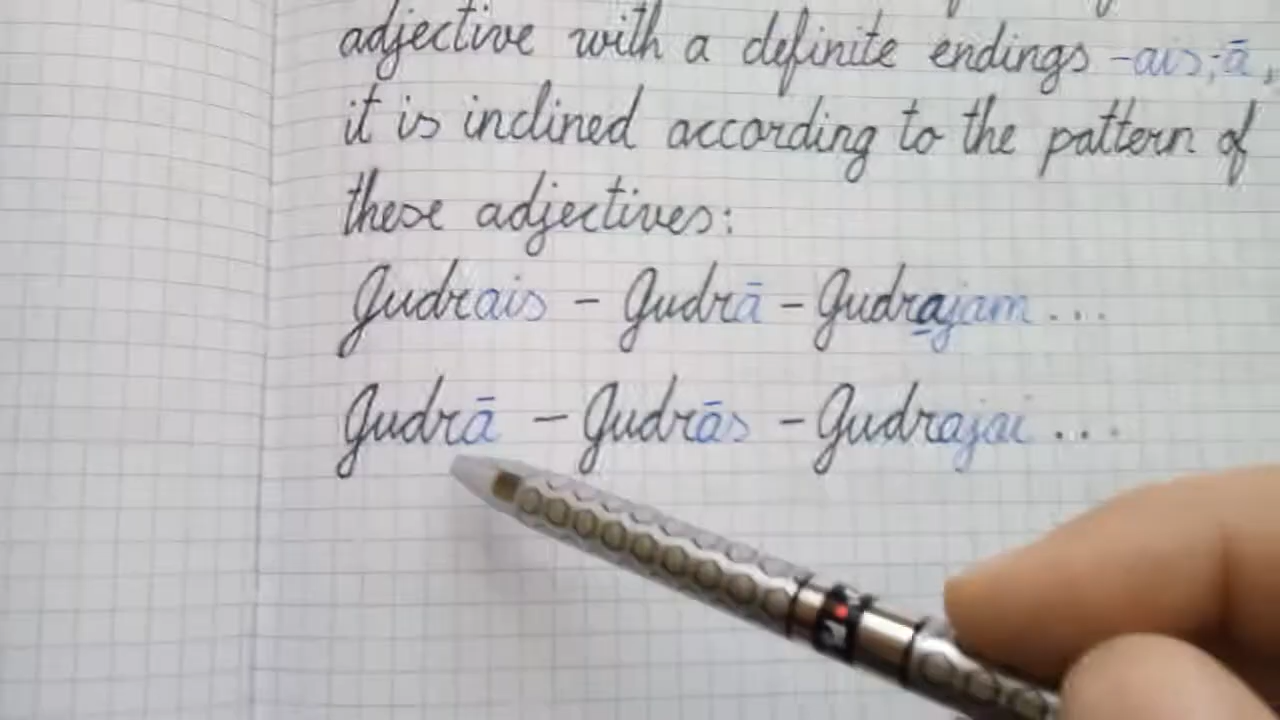 adjective with a definite endings -ais; -ā,
it is inclined according to the pattern of
these adjectives:
gudrais - gudrā - gudrajam...
gudrā - gudrās - gudrajai...